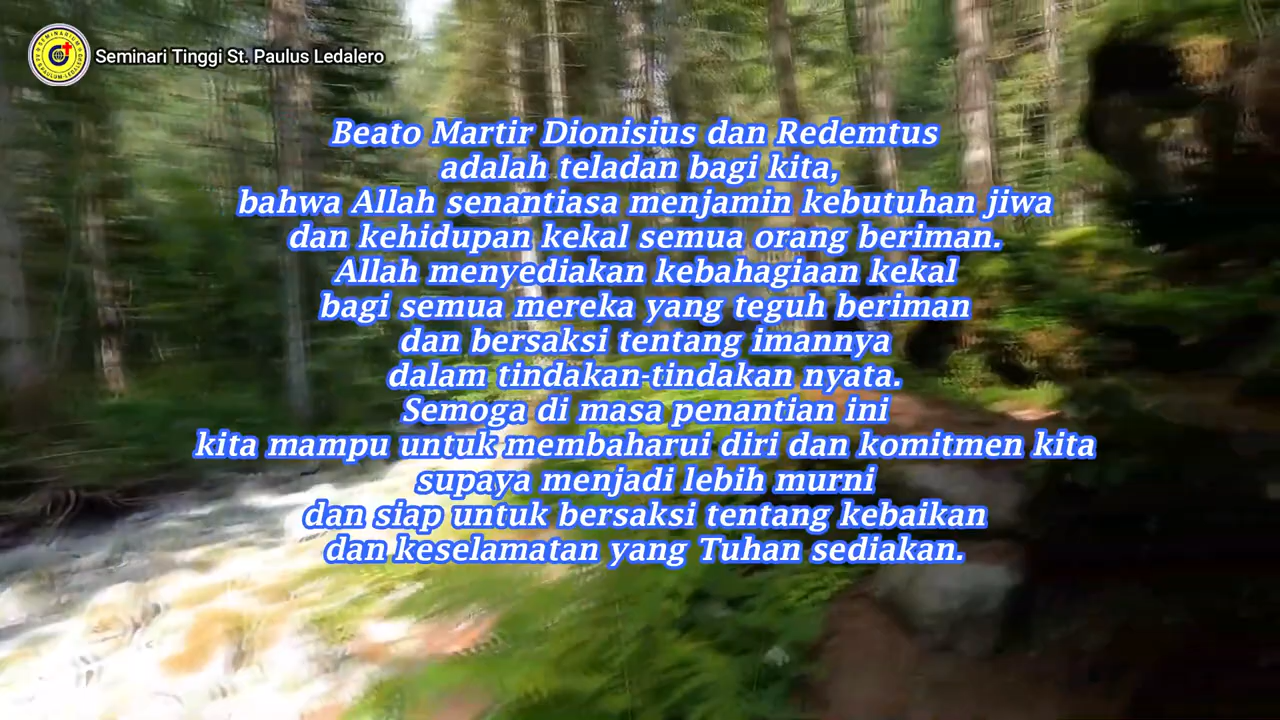 Seminari Tinggi St. Paulus Ledalero
Beato Martir Dionisius dan Redemtus
adalah teladan bagi kita,
bahwa Allah senantiasa menjamin kebutuhan jiwa
dan kehidupan kekal semua orang beriman.
Allah menyediakan kebahagiaan kekal
bagi semua mereka yang teguh beriman
dan bersaksi tentang imannya
dalam tindakan-tindakan nyata.
Semoga di masa penantian ini
kita mampu untuk membaharui diri dan komitmen kita
supaya menjadi lebih murni
dan siap untuk bersaksi tentang kebaikan
dan keselamatan yang Tuhan sediakan.